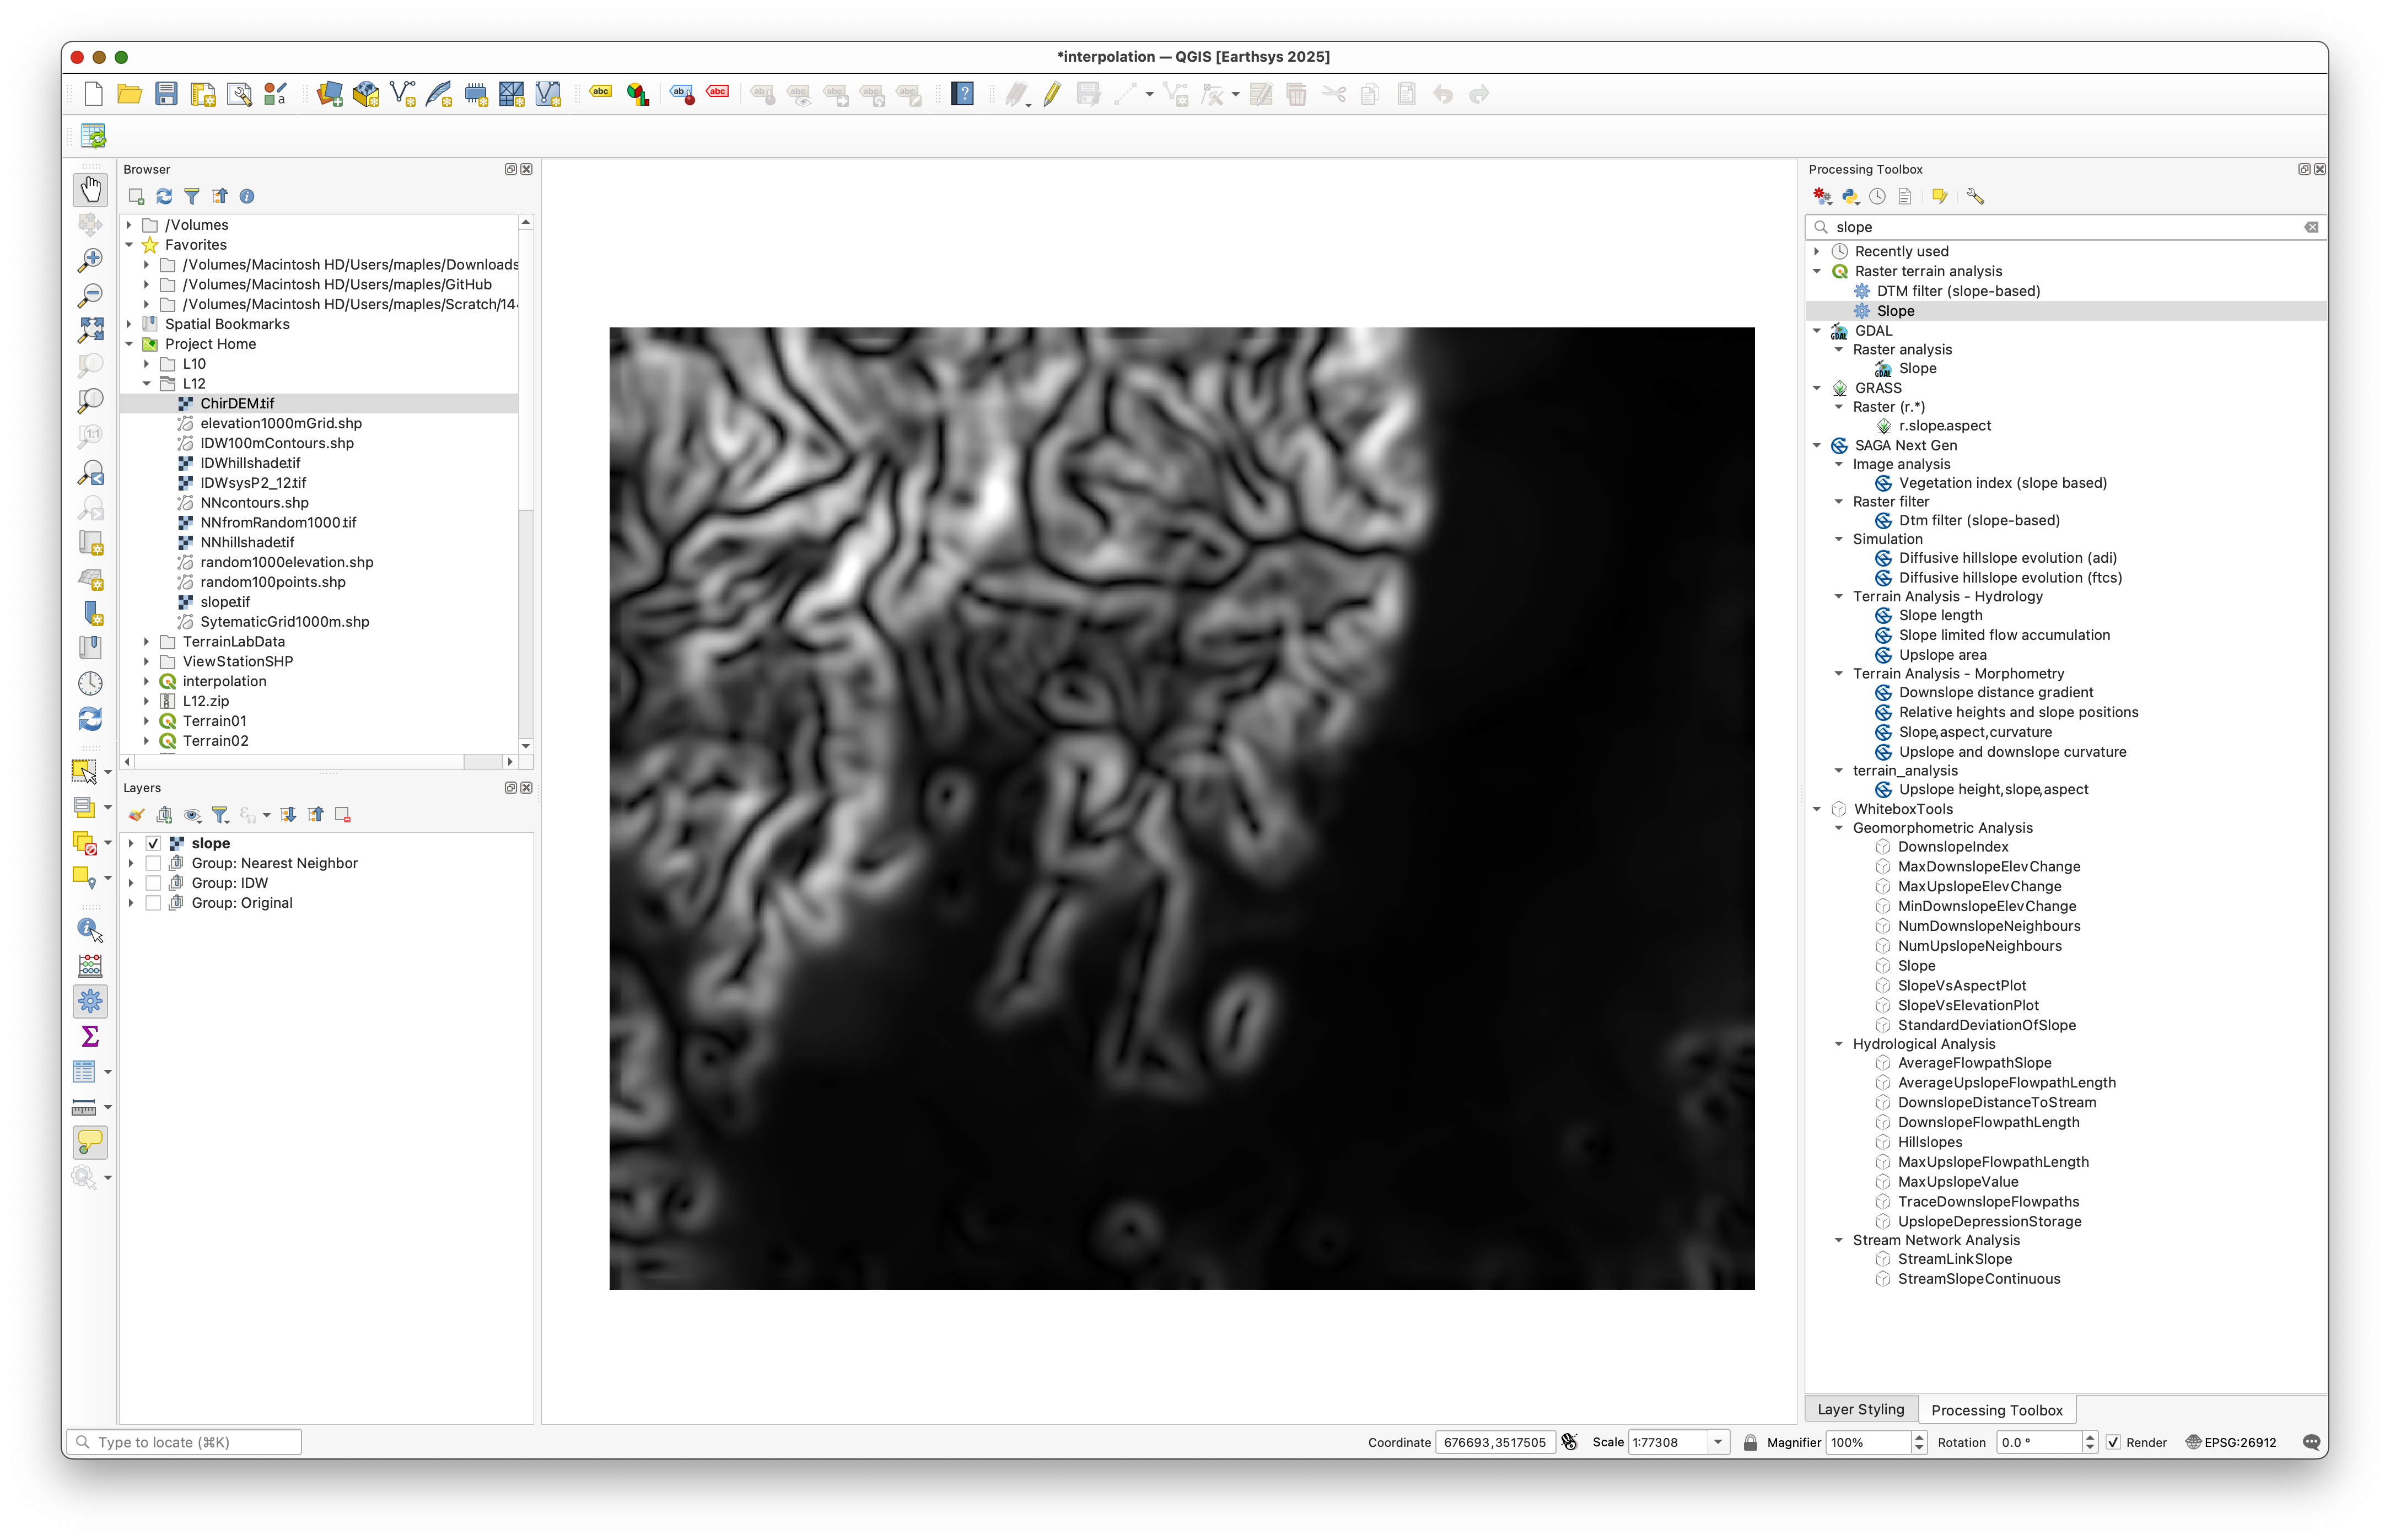 *interpolation — QGIS [Earthsys 2025]
Browser
/Volumes
Favorites
/Volumes/Macintosh HD/Users/maples/Downloads
/Volumes/Macintosh HD/Users/maples/GitHub
/Volumes/Macintosh HD/Users/maples/Scratch/14
Spatial Bookmarks
Project Home
L10
L12
ChirDEM.tif
elevation1000mGrid.shp
IDW100mContours.shp
IDWhillshade.tif
IDWsysP2_12.tif
NNcontours.shp
NNfromRandom1000.tif
NNhillshade.tif
random1000elevation.shp
random100points.shp
slope.tif
SytematicGrid1000m.shp
TerrainLabData
ViewStationSHP
interpolation
L12.zip
Terrain01
Terrain02
Layers
slope
Group: Nearest Neighbor
Group: IDW
Group: Original
Processing Toolbox
slope
Recently used
Raster terrain analysis
DTM filter (slope-based)
Slope
GDAL
Raster analysis
Slope
GRASS
Raster (r.*)
r.slope.aspect
SAGA Next Gen
Image analysis
Vegetation index (slope based)
Raster filter
Dtm filter (slope-based)
Simulation
Diffusive hillslope evolution (adi)
Diffusive hillslope evolution (ftcs)
Terrain Analysis - Hydrology
Slope length
Slope limited flow accumulation
Upslope area
Terrain Analysis - Morphometry
Downslope distance gradient
Relative heights and slope positions
Slope,aspect,curvature
Upslope and downslope curvature
terrain_analysis
Upslope height,slope,aspect
WhiteboxTools
Geomorphometric Analysis
DownslopeIndex
MaxDownslopeElevChange
MaxUpslopeElevChange
MinDownslopeElevChange
NumDownslopeNeighbours
NumUpslopeNeighbours
Slope
SlopeVsAspectPlot
SlopeVsElevationPlot
StandardDeviationOfSlope
Hydrological Analysis
AverageFlowpathSlope
AverageUpslopeFlowpathLength
DownslopeDistanceToStream
DownslopeFlowpathLength
Hillslopes
MaxUpslopeFlowpathLength
MaxUpslopeValue
TraceDownslopeFlowpaths
UpslopeDepressionStorage
Stream Network Analysis
StreamLinkSlope
StreamSlopeContinuous
Layer Styling
Processing Toolbox
Type to locate (⌘K)
Coordinate 676693,3517505 Scale 1:77308 Magnifier 100% Rotation 0.0 ° Render EPSG:26912